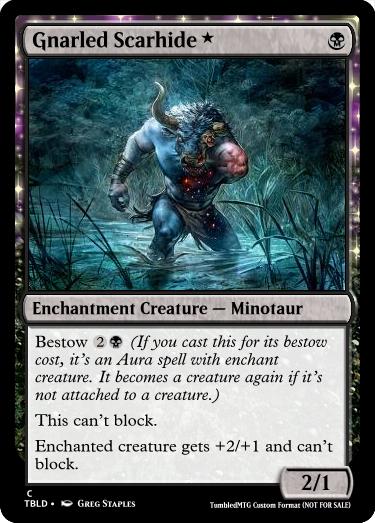 Gnarled Scarhide ★
Enchantment Creature — Minotaur
Bestow 2 (If you cast this for its bestow
cost, it's an Aura spell with enchant
creature. It becomes a creature again if it's
not attached to a creature.)
This can't block.
Enchanted creature gets +2/+1 and can't
block.
2/1
C
TBLD • GREG STAPLES
TumbledMTG Custom Format (NOT FOR SALE)